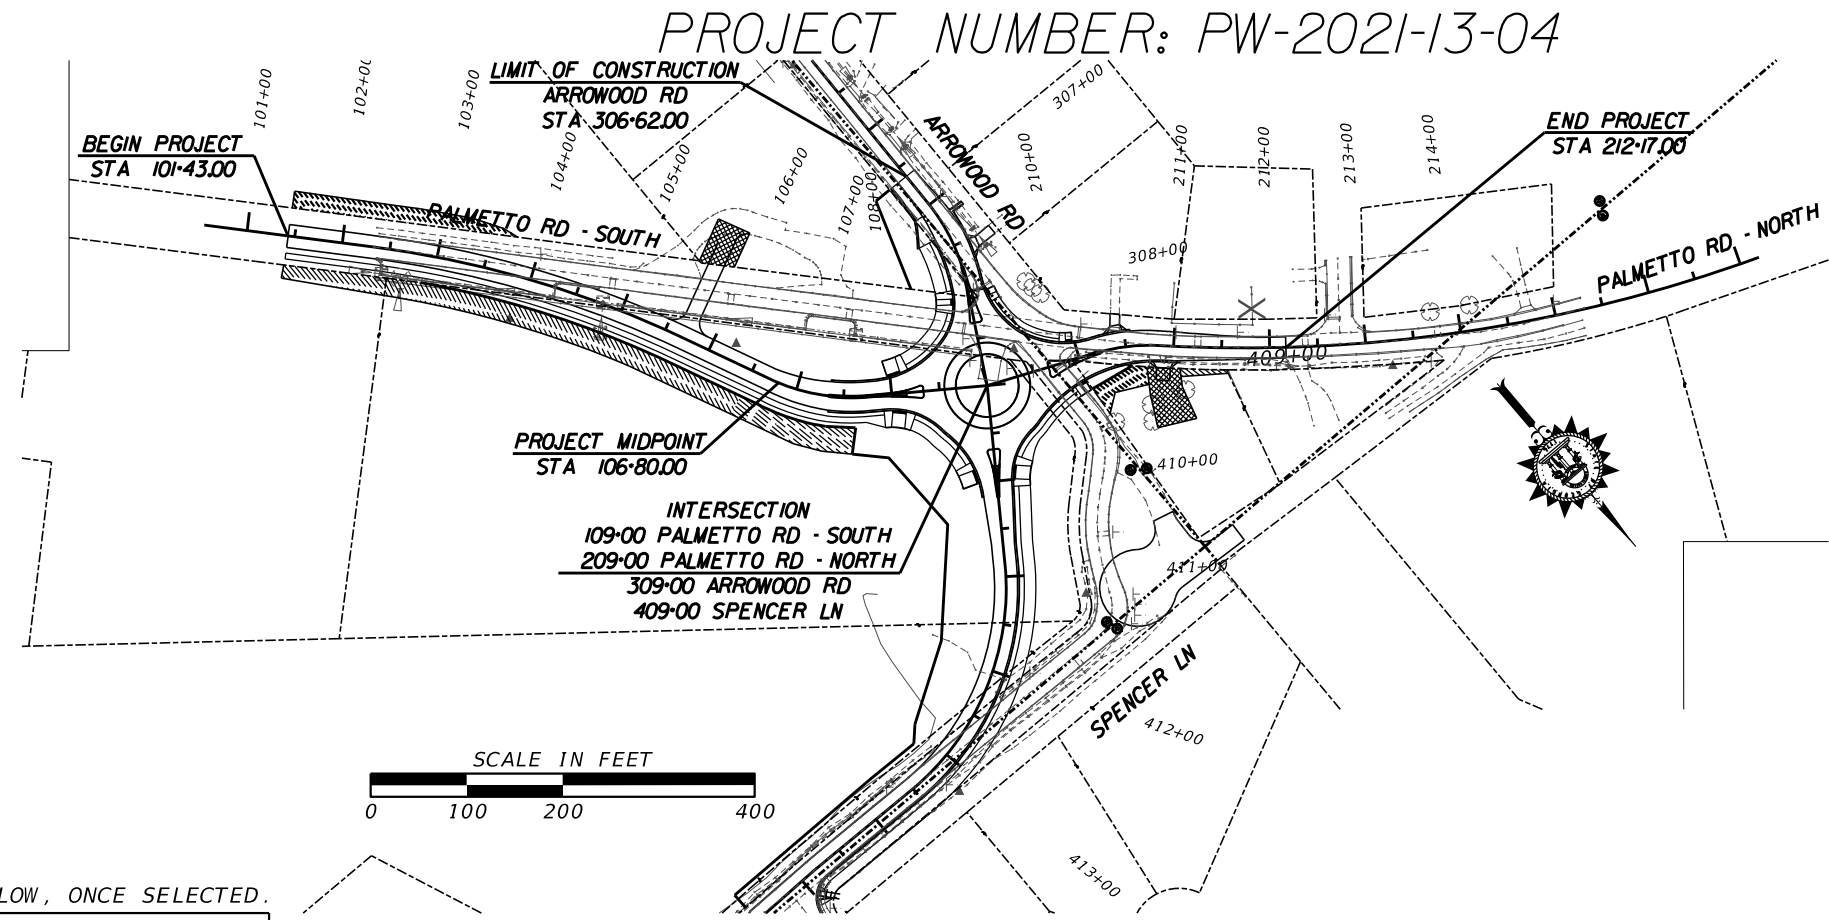 PROJECT NUMBER: PW-2021-13-04
LIMIT OF CONSTRUCTION
ARROWOOD RD
STA 306+62.00
BEGIN PROJECT
STA 101+43.00
END PROJECT
STA 212+17.00
101+00
102+00
103+00
104+00
105+00
106+00
107+00
108+00
307+00
ARROWOOD RD
210+00
211+00
212+00
213+00
214+00
308+00
PALMETTO RD - SOUTH
PALMETTO RD - NORTH
409+00
PROJECT MIDPOINT
STA 106+80.00
INTERSECTION
109+00 PALMETTO RD - SOUTH
209+00 PALMETTO RD - NORTH
309+00 ARROWOOD RD
409+00 SPENCER LN
410+00
411+00
SPENCER LN
412+00
413+00
SCALE IN FEET
0 100 200 400
LOW, ONCE SELECTED.